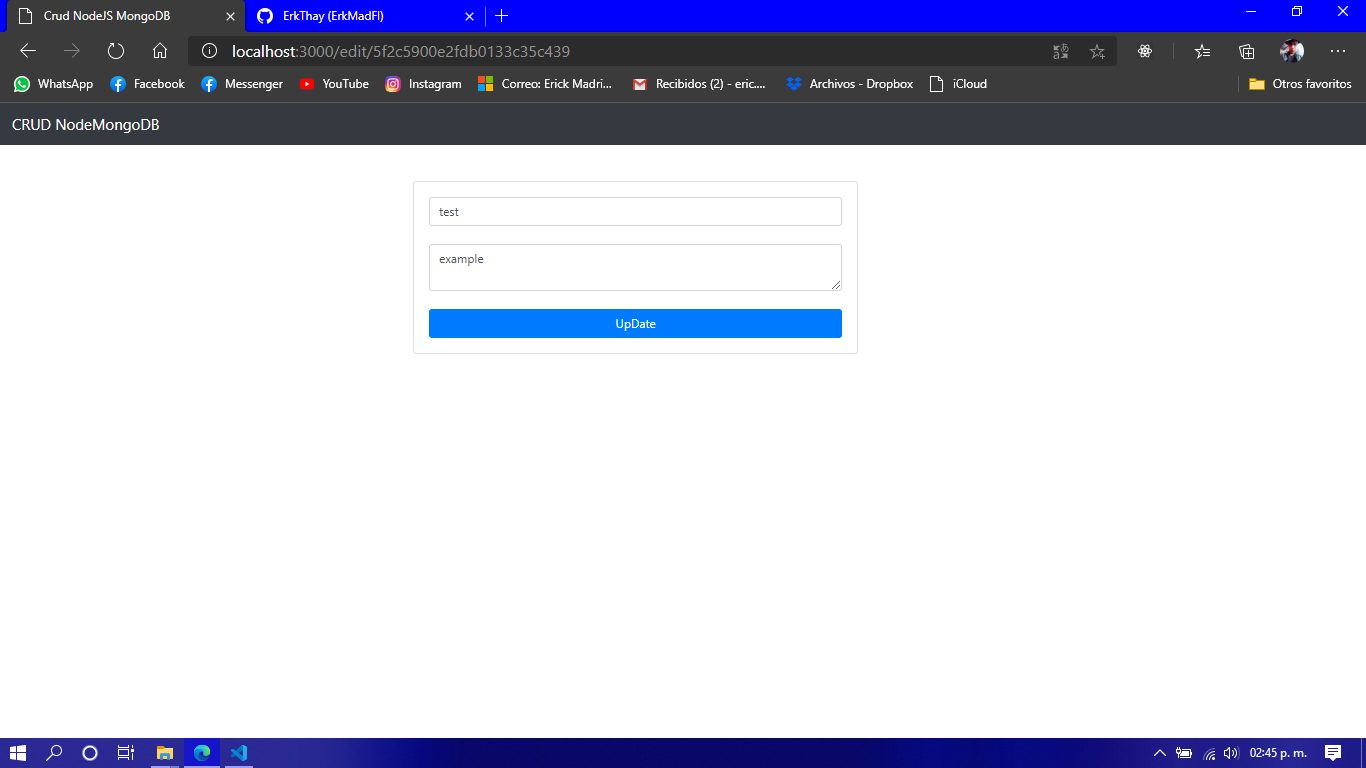 Crud NodeJS MongoDB
ErkThay (ErkMadFl)
localhost:3000/edit/5f2c5900e2fdb0133c35c439
WhatsApp Facebook Messenger YouTube Instagram Correo: Erick Madri... Recibidos (2) - eric.... Archivos - Dropbox iCloud Otros favoritos
CRUD NodeMongoDB
test
example
UpDate
02:45 p. m.